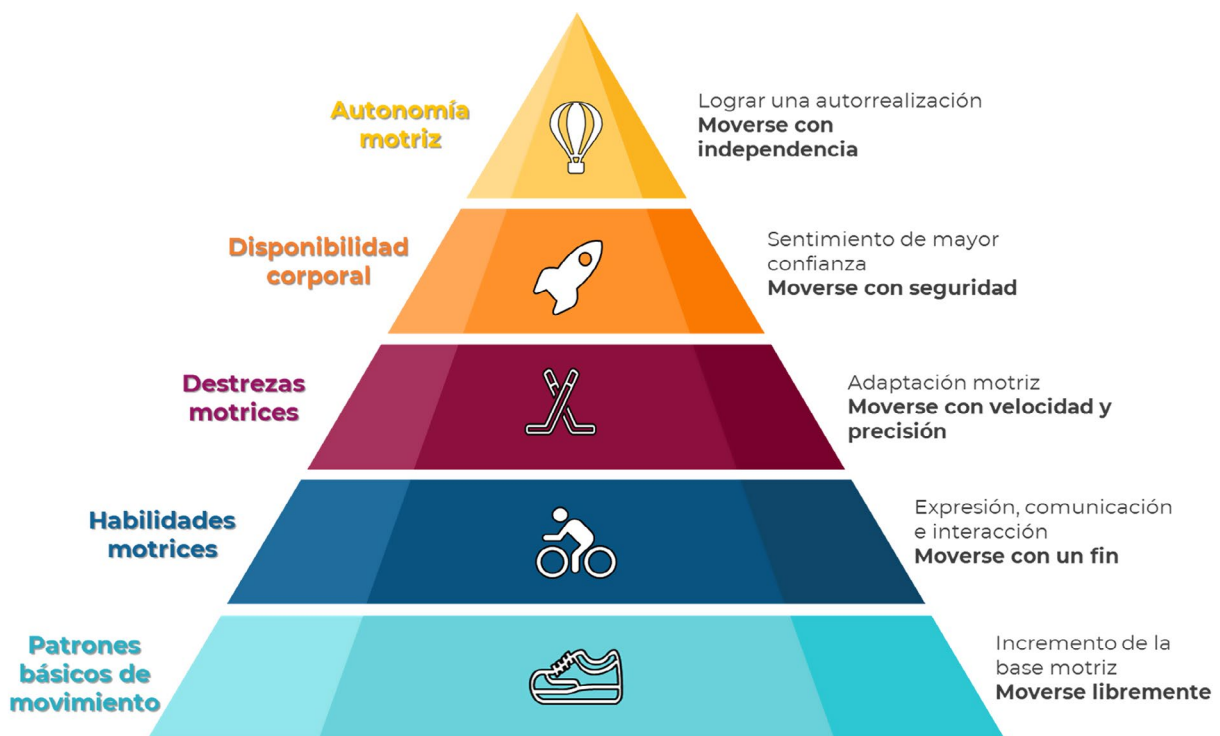 Autonomía
motriz
Lograr una autorrealización
Moverse con
independencia
Disponibilidad
corporal
Sentimiento de mayor
confianza
Moverse con seguridad
Destrezas
motrices
Adaptación motriz
Moverse con velocidad y
precisión
Habilidades
motrices
Expresión, comunicación
e interacción
Moverse con un fin
Patrones
básicos de
movimiento
Incremento de la
base motriz
Moverse libremente